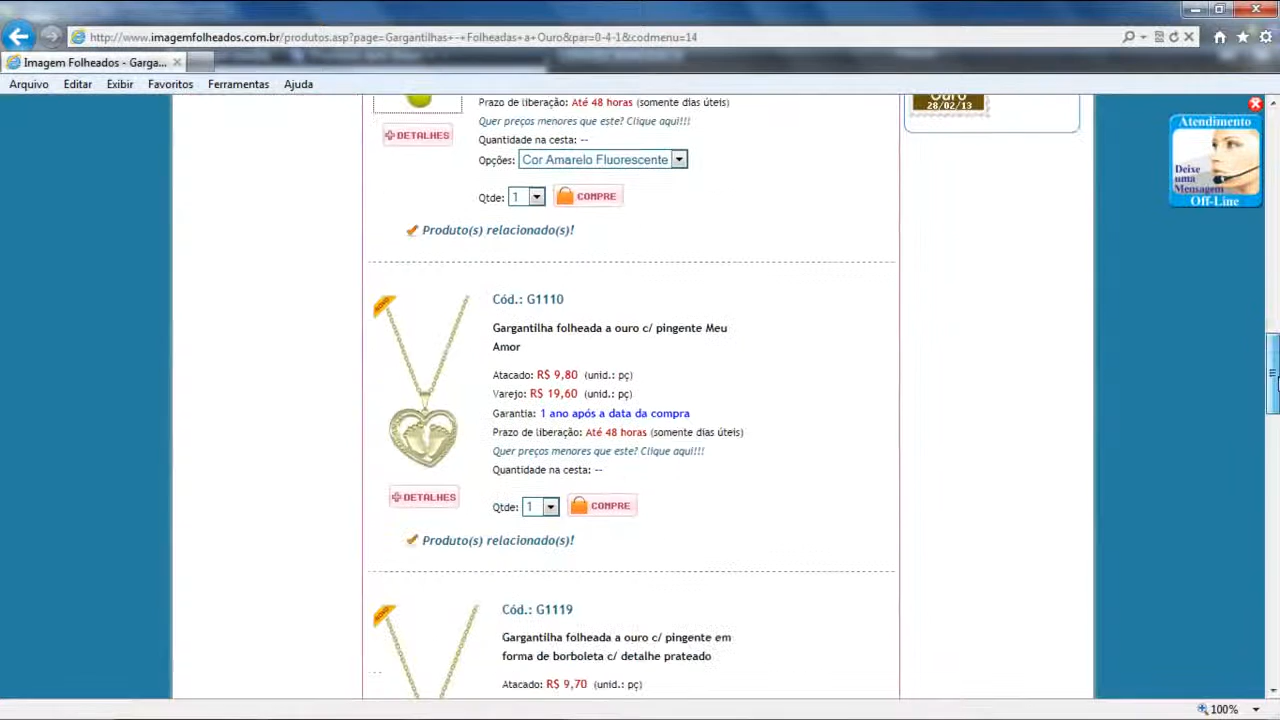 http://www.imagemfolheados.com.br/produtos.asp?page=Gargantilhas+-+Folheadas+a+Ouro&par=0-4-1&codmenu=14
Imagem Folheados - Garga...
Arquivo Editar Exibir Favoritos Ferramentas Ajuda
Ouro
28/02/13
Prazo de liberação: Até 48 horas (somente dias úteis)
DETALHES
Quer preços menores que este? Clique aqui!!!
Quantidade na cesta: --
Opções: Cor Amarelo Fluorescente
Qtde: 1 COMPRE
Produto(s) relacionado(s)!
Atendimento
Deixe
uma
Mensagem
Off-Line
NOVO
Cód.: G1110
Gargantilha folheada a ouro c/ pingente Meu
Amor
Atacado: R$ 9,80 (unid.: pç)
Varejo: R$ 19,60 (unid.: pç)
Garantia: 1 ano após a data da compra
Prazo de liberação: Até 48 horas (somente dias úteis)
Quer preços menores que este? Clique aqui!!!
Quantidade na cesta: --
DETALHES
Qtde: 1 COMPRE
Produto(s) relacionado(s)!
NOVO
Cód.: G1119
Gargantilha folheada a ouro c/ pingente em
forma de borboleta c/ detalhe prateado
Atacado: R$ 9,70 (unid.: pç)
100%